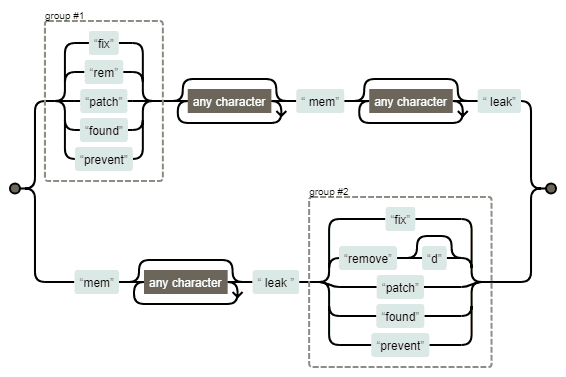 group #1
“fix”
“rem”
“patch”
“found”
“prevent”
any character
“ mem”
any character
“ leak”
group #2
“fix”
“remove”
“d”
“mem”
any character
“ leak ”
“patch”
“found”
“prevent”